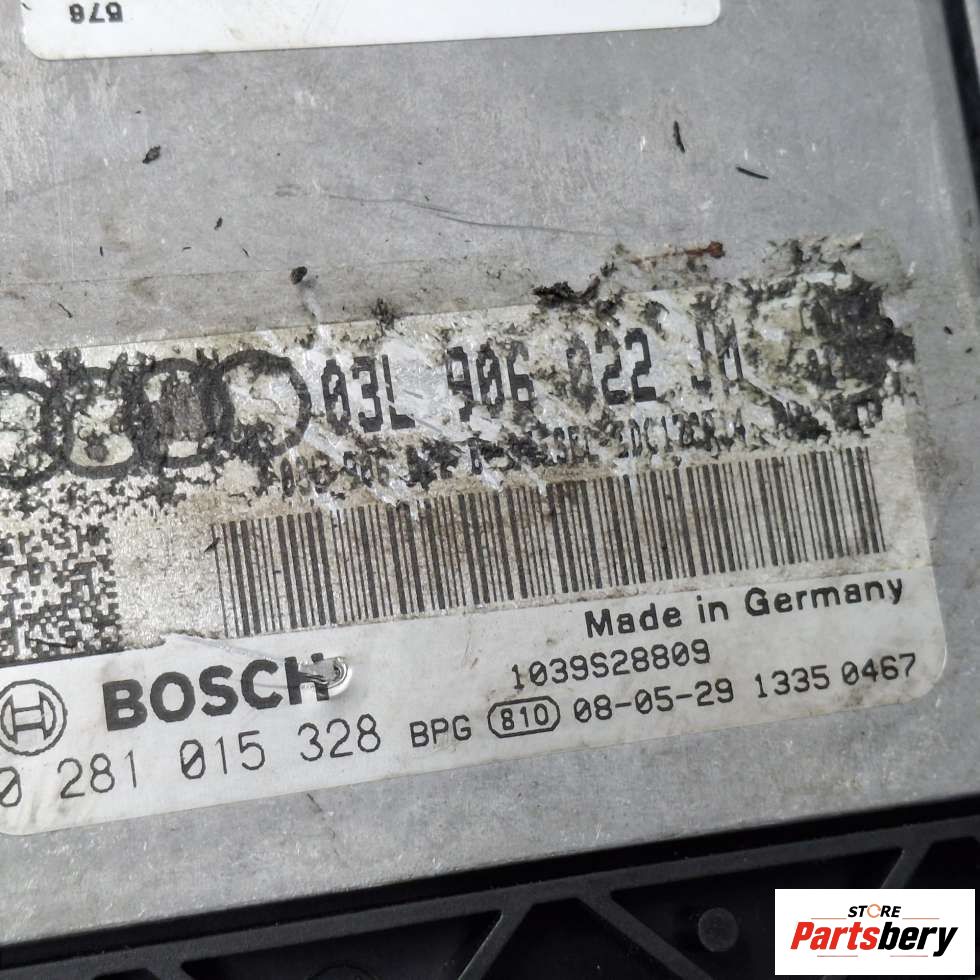 576
03L 906 022 JM
Made in Germany
1039S28809
BOSCH
0 281 015 328 BPG 810 08-05-29 1335 0467
STORE
Partsbery